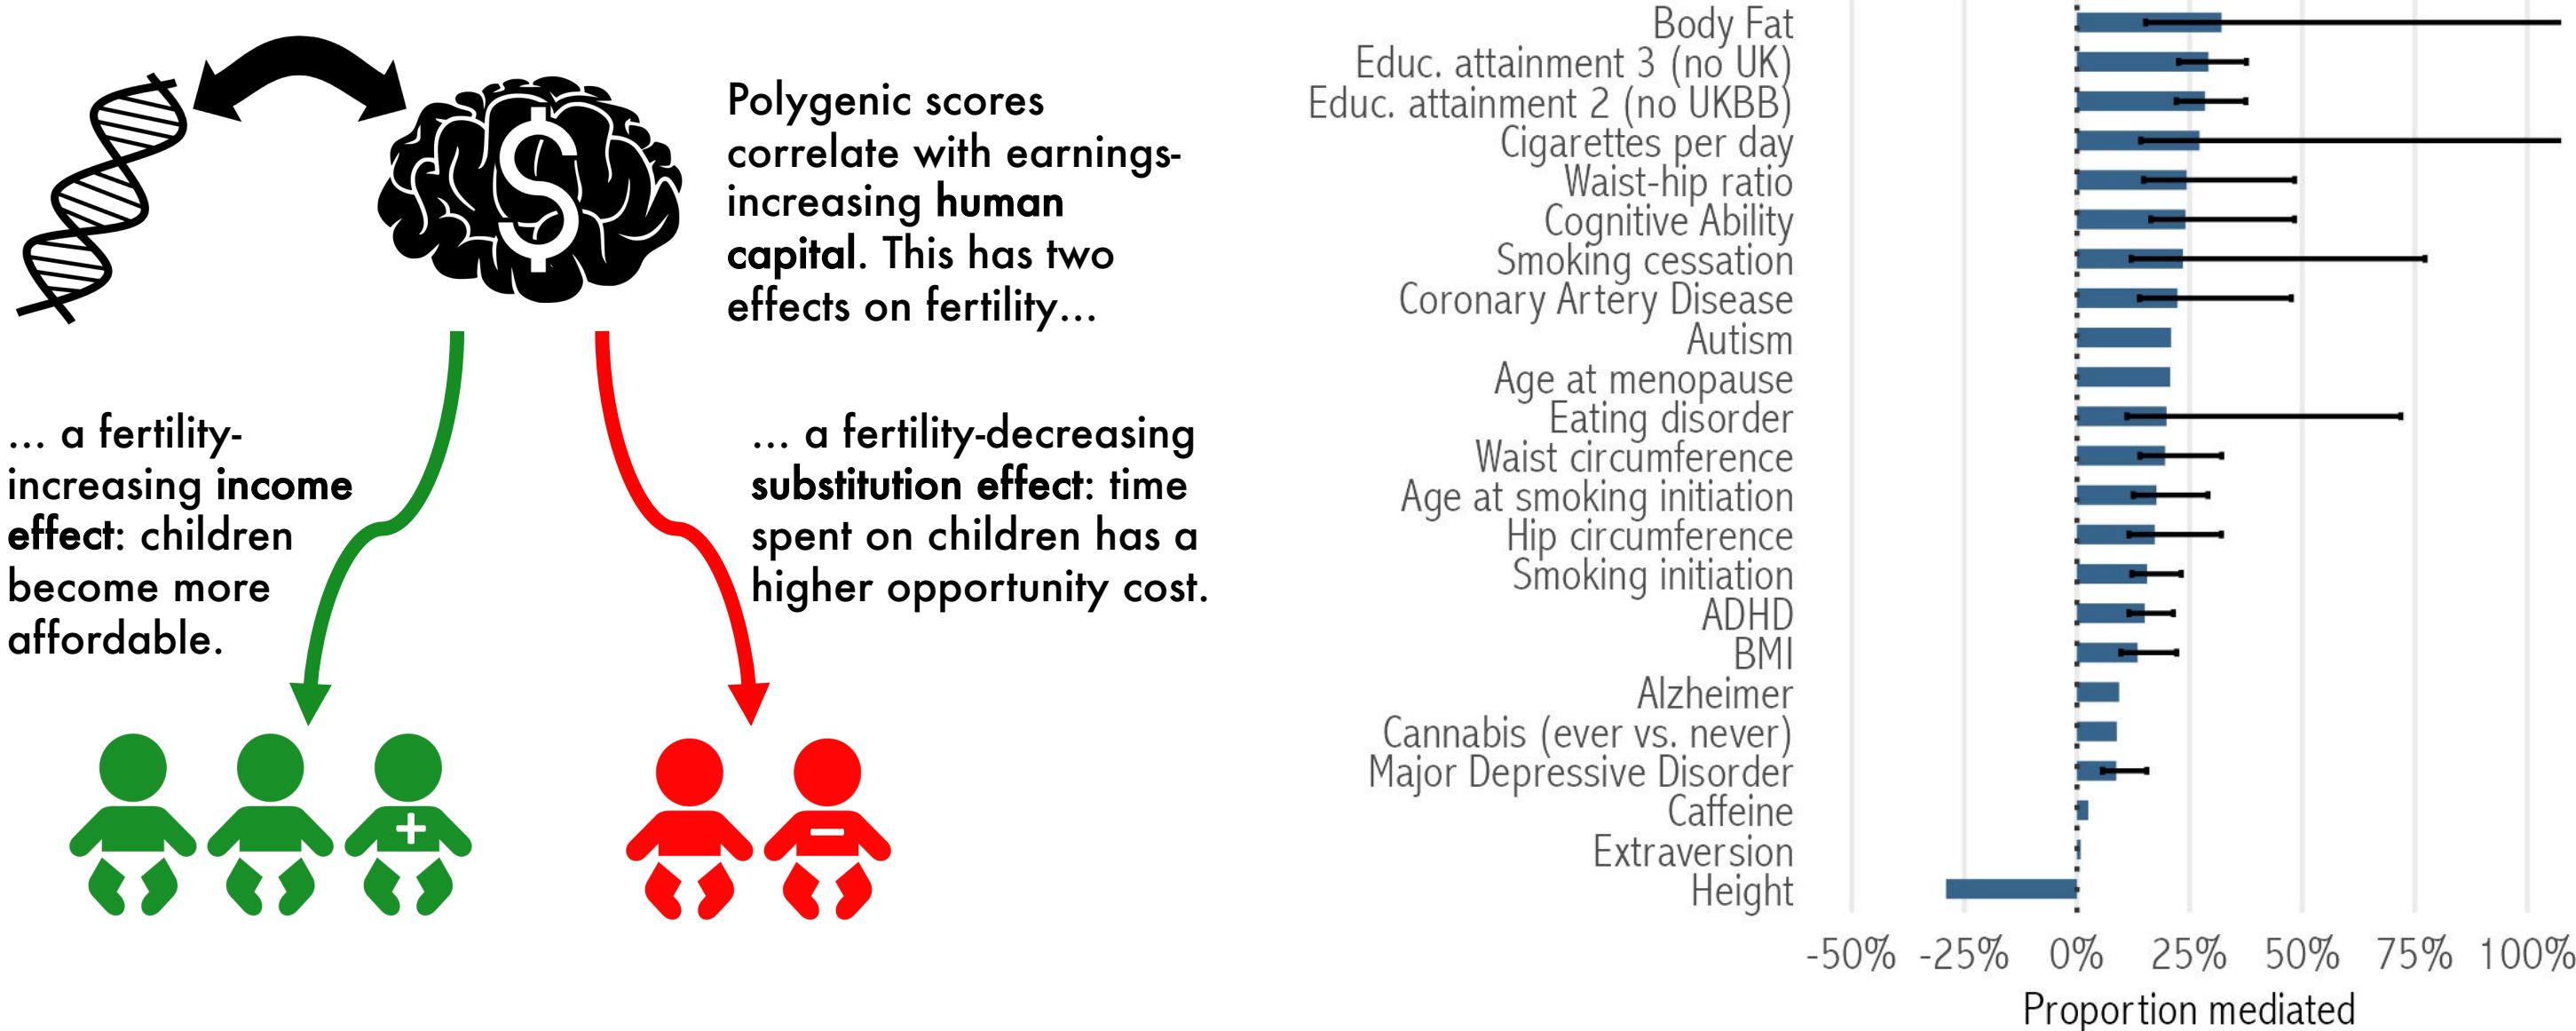 Polygenic scores
correlate with earnings-
increasing human
capital. This has two
effects on fertility...
... a fertility-
increasing income
effect: children
become more
affordable.
... a fertility-decreasing
substitution effect: time
spent on children has a
higher opportunity cost.
$
+
−
Body Fat
Educ. attainment 3 (no UK)
Educ. attainment 2 (no UKBB)
Cigarettes per day
Waist-hip ratio
Cognitive Ability
Smoking cessation
Coronary Artery Disease
Autism
Age at menopause
Eating disorder
Waist circumference
Age at smoking initiation
Hip circumference
Smoking initiation
ADHD
BMI
Alzheimer
Cannabis (ever vs. never)
Major Depressive Disorder
Caffeine
Extraversion
Height
-50% -25% 0% 25% 50% 75% 100%
Proportion mediated